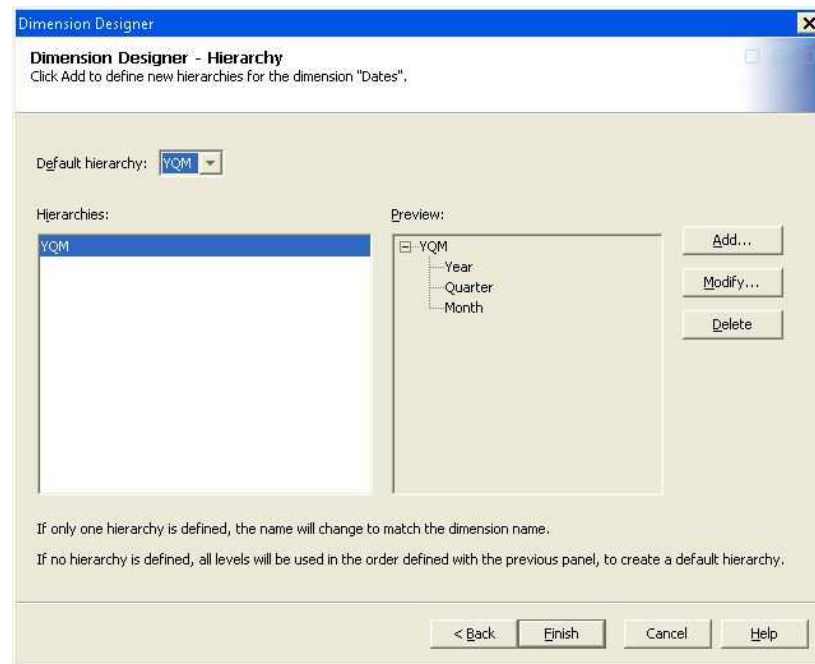 Dimension Designer
Dimension Designer - Hierarchy
Click Add to define new hierarchies for the dimension "Dates".
Default hierarchy: YQM
Hierarchies:
YQM
Preview:
YQM
Year
Quarter
Month
Add...
Modify...
Delete
If only one hierarchy is defined, the name will change to match the dimension name.
If no hierarchy is defined, all levels will be used in the order defined with the previous panel, to create a default hierarchy.
< Back Finish Cancel Help